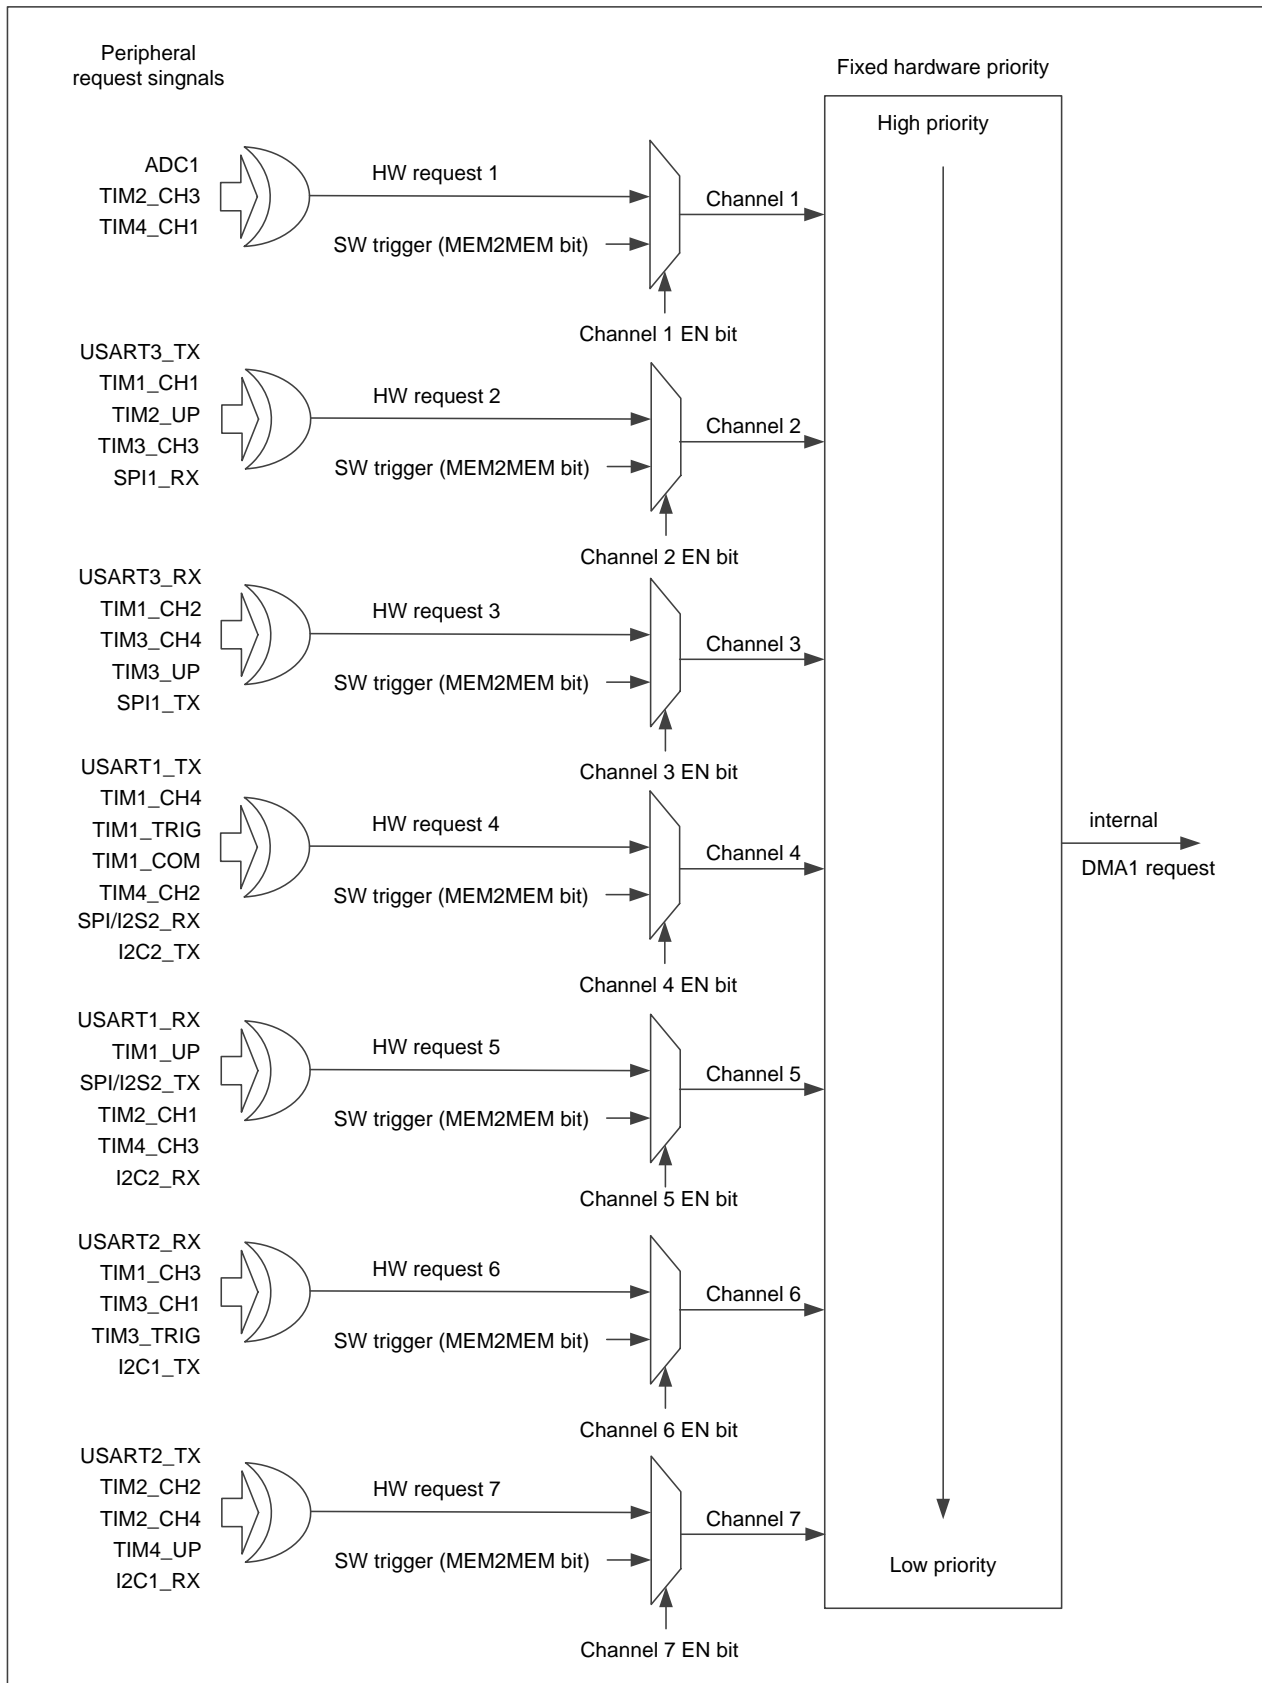 Peripheral
request singnals
Fixed hardware priority
High priority
ADC1
TIM2_CH3
TIM4_CH1
HW request 1
SW trigger (MEM2MEM bit)
Channel 1
Channel 1 EN bit
USART3_TX
TIM1_CH1
TIM2_UP
TIM3_CH3
SPI1_RX
HW request 2
SW trigger (MEM2MEM bit)
Channel 2
Channel 2 EN bit
USART3_RX
TIM1_CH2
TIM3_CH4
TIM3_UP
SPI1_TX
HW request 3
SW trigger (MEM2MEM bit)
Channel 3
Channel 3 EN bit
USART1_TX
TIM1_CH4
TIM1_TRIG
TIM1_COM
TIM4_CH2
SPI/I2S2_RX
I2C2_TX
HW request 4
SW trigger (MEM2MEM bit)
Channel 4
Channel 4 EN bit
internal
DMA1 request
USART1_RX
TIM1_UP
SPI/I2S2_TX
TIM2_CH1
TIM4_CH3
I2C2_RX
HW request 5
SW trigger (MEM2MEM bit)
Channel 5
Channel 5 EN bit
USART2_RX
TIM1_CH3
TIM3_CH1
TIM3_TRIG
I2C1_TX
HW request 6
SW trigger (MEM2MEM bit)
Channel 6
Channel 6 EN bit
USART2_TX
TIM2_CH2
TIM2_CH4
TIM4_UP
I2C1_RX
HW request 7
SW trigger (MEM2MEM bit)
Channel 7
Channel 7 EN bit
Low priority